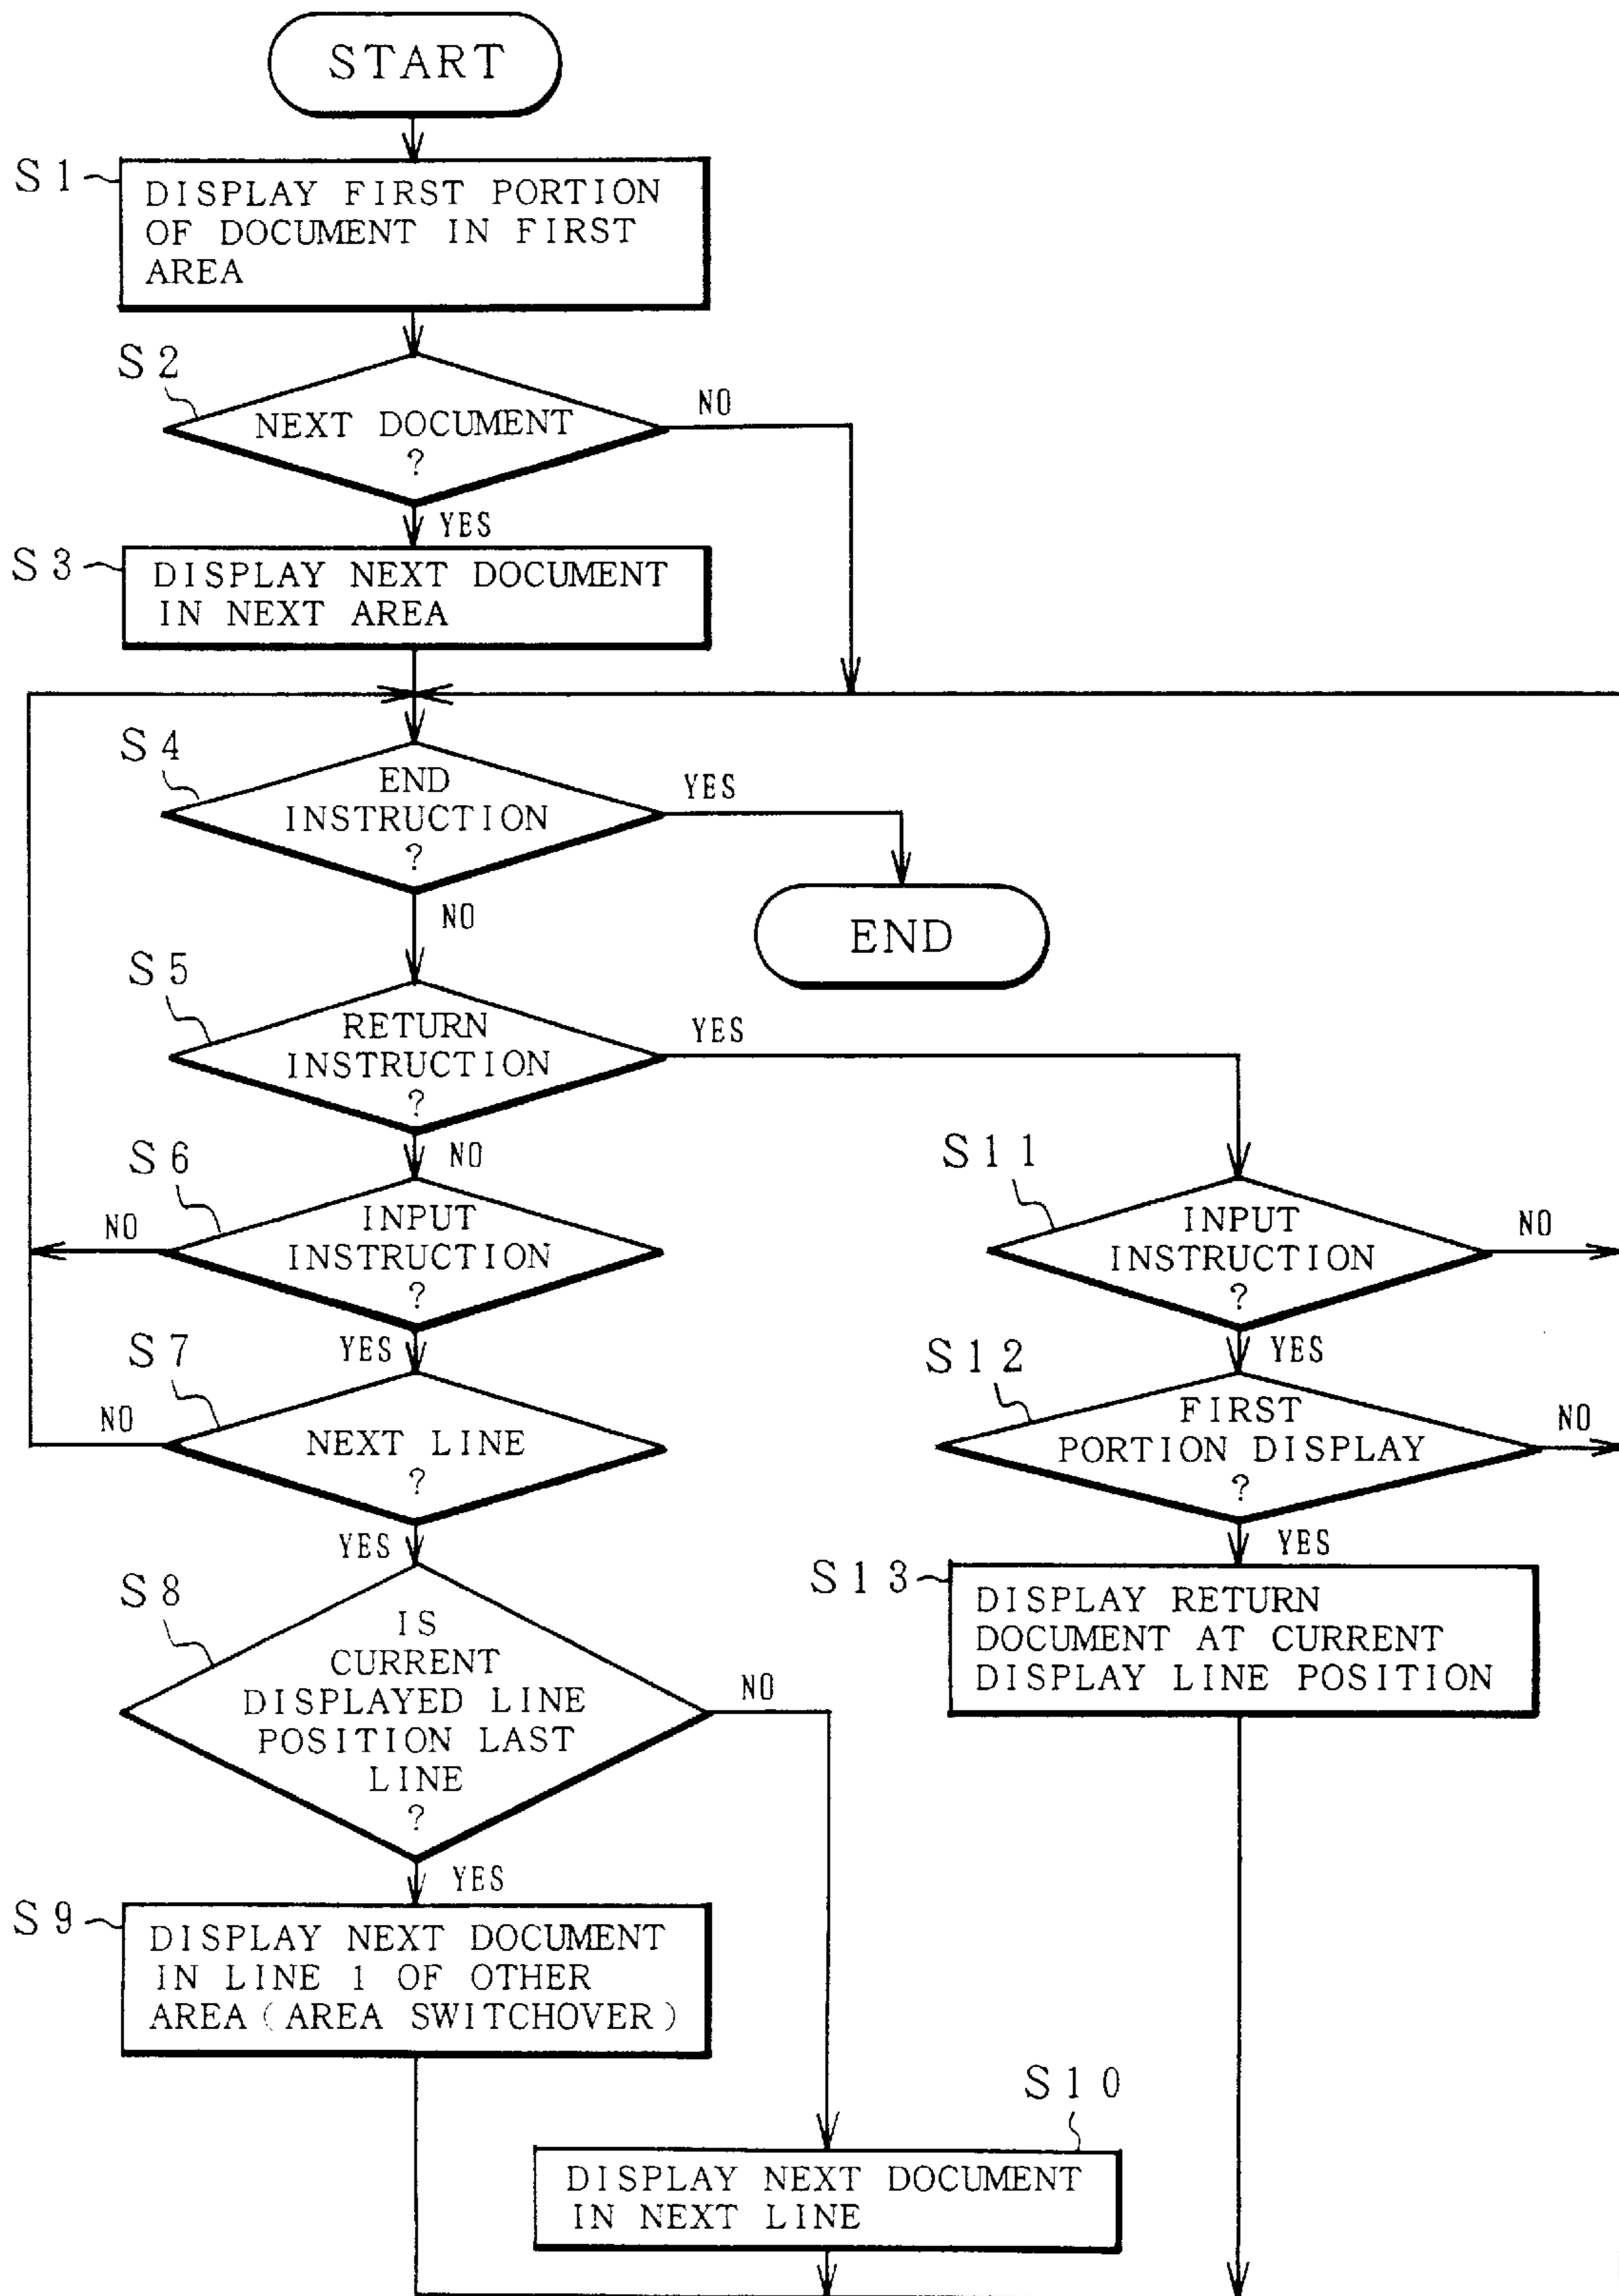 START
S1
DISPLAY FIRST PORTION
OF DOCUMENT IN FIRST
AREA
S2
NEXT DOCUMENT
?
NO
YES
S3
DISPLAY NEXT DOCUMENT
IN NEXT AREA
S4
END
INSTRUCTION
?
YES
NO
END
S5
RETURN
INSTRUCTION
?
YES
NO
S6
INPUT
INSTRUCTION
?
NO
YES
S11
INPUT
INSTRUCTION
?
NO
YES
S7
NEXT LINE
?
NO
YES
S12
FIRST
PORTION DISPLAY
?
NO
YES
S8
IS
CURRENT
DISPLAYED LINE
POSITION LAST
LINE
?
NO
YES
S13
DISPLAY RETURN
DOCUMENT AT CURRENT
DISPLAY LINE POSITION
S9
DISPLAY NEXT DOCUMENT
IN LINE 1 OF OTHER
AREA(AREA SWITCHOVER)
S10
DISPLAY NEXT DOCUMENT
IN NEXT LINE